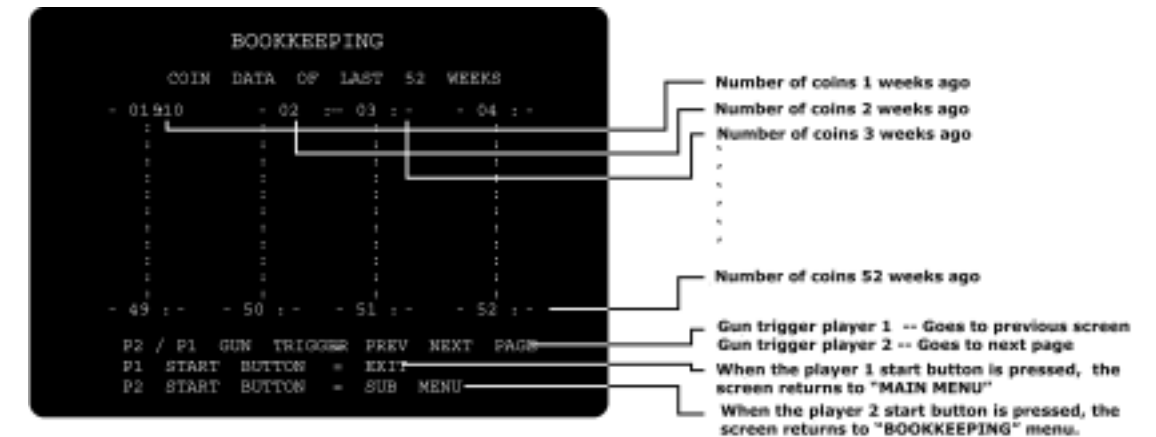 BOOKKEEPING
COIN DATA OF LAST 52 WEEKS
- 01910 - 02 :-- 03 : - - 04 : -
- 49 : - - 50 : - - 51 : - - 52 : -
P2 / P1 GUN TRIGGER PREV NEXT PAGE
P1 START BUTTON = EXIT
P2 START BUTTON = SUB MENU
Number of coins 1 weeks ago
Number of coins 2 weeks ago
Number of coins 3 weeks ago
Number of coins 52 weeks ago
Gun trigger player 1 -- Goes to previous screen
Gun trigger player 2 -- Goes to next page
When the player 1 start button is pressed, the
screen returns to "MAIN MENU"
When the player 2 start button is pressed, the
screen returns to "BOOKKEEPING" menu.